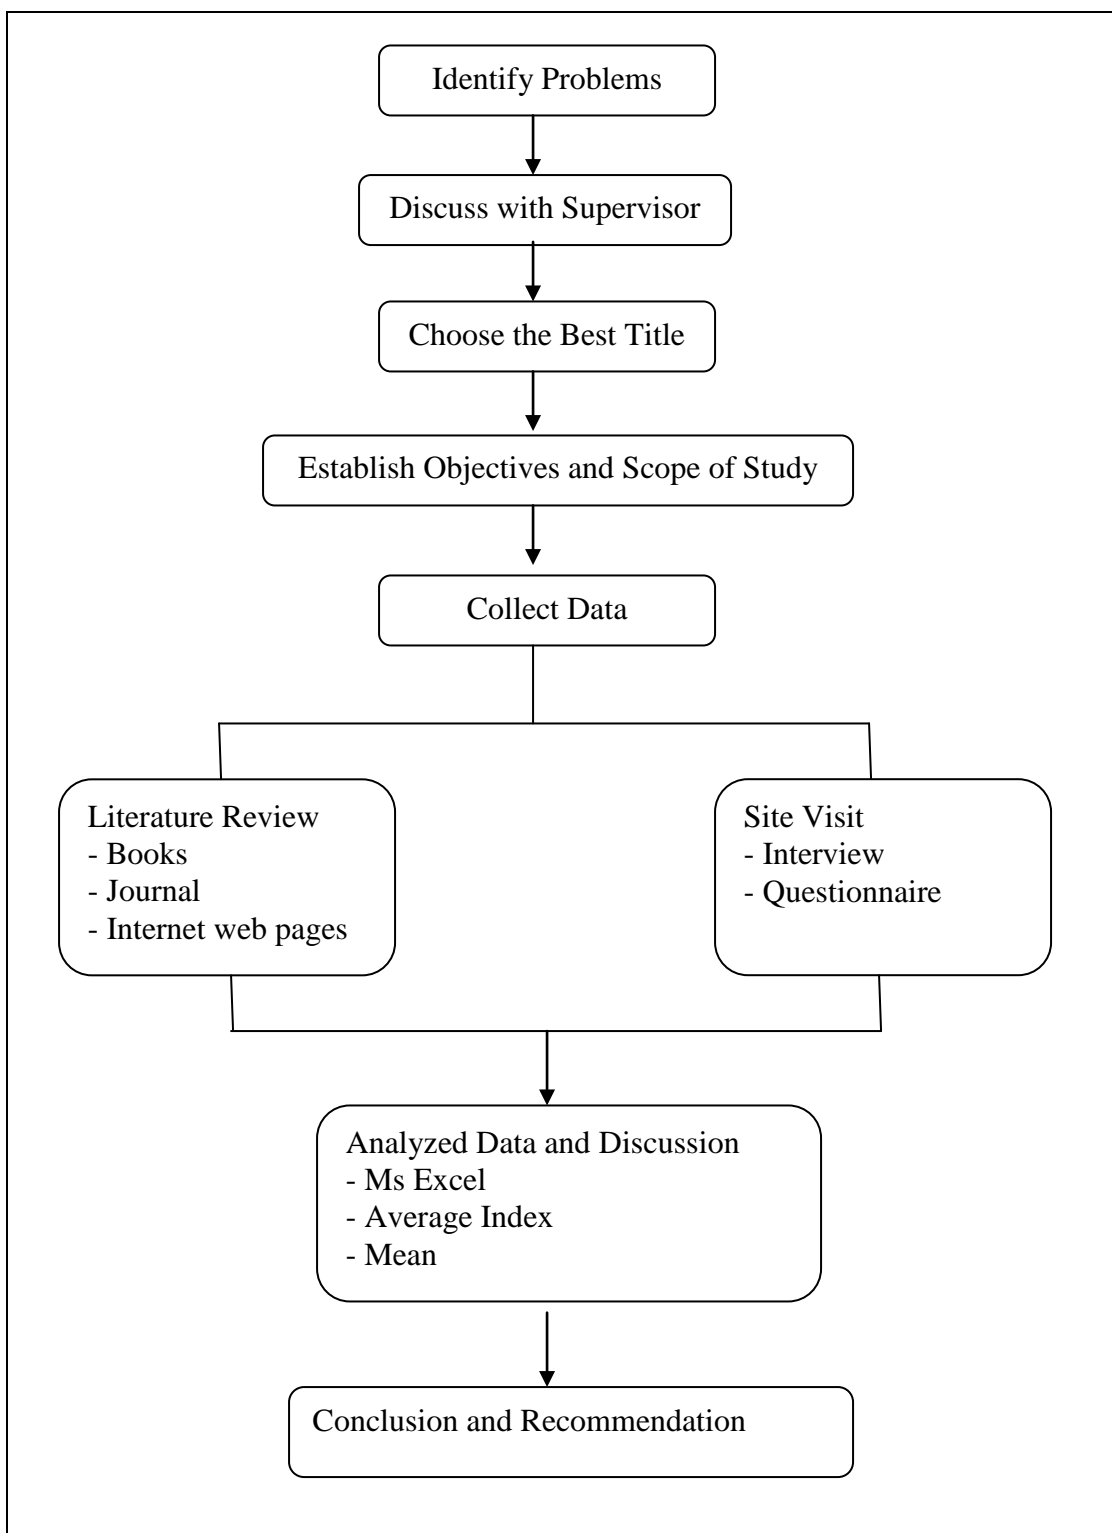 Identify Problems
Discuss with Supervisor
Choose the Best Title
Establish Objectives and Scope of Study
Collect Data
Literature Review
- Books
- Journal
- Internet web pages
Site Visit
- Interview
- Questionnaire
Analyzed Data and Discussion
- Ms Excel
- Average Index
- Mean
Conclusion and Recommendation